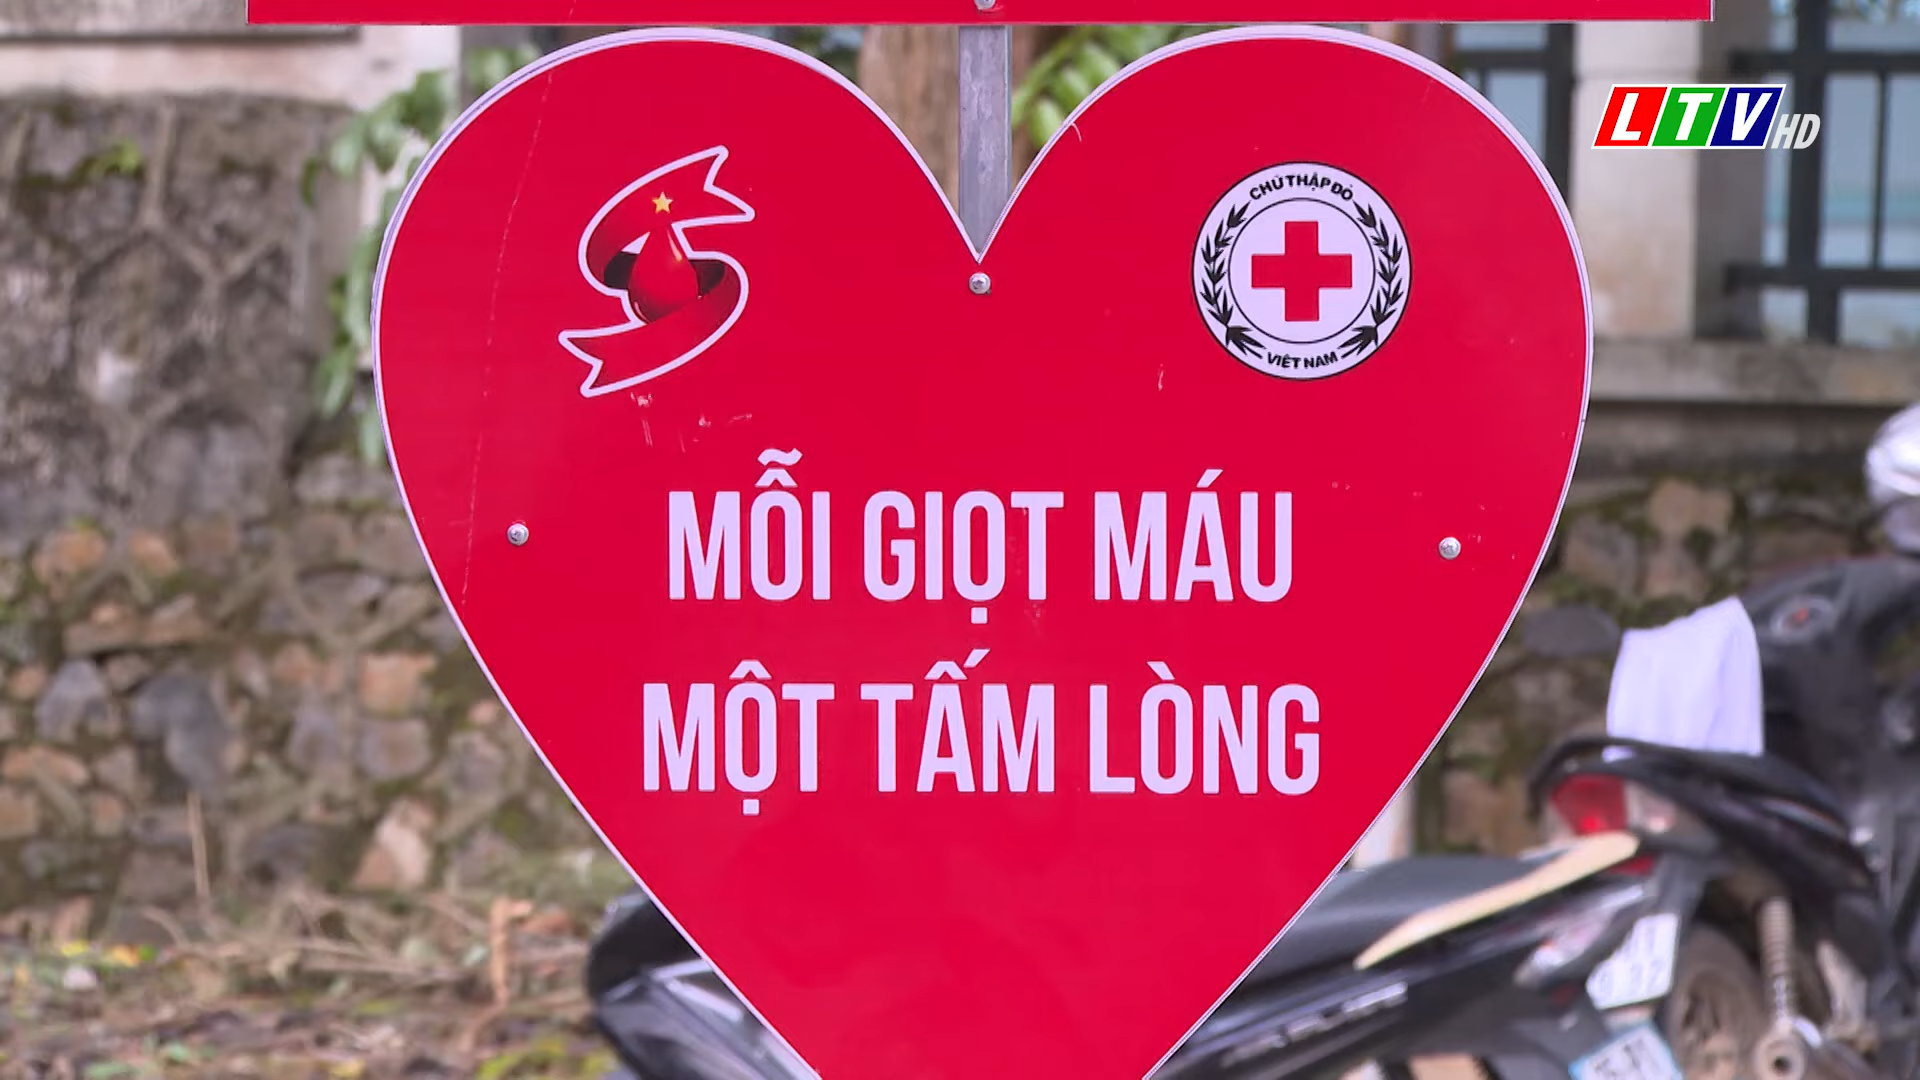 LTV HD
CHỮ THẬP ĐỎ
VIỆT NAM
MỖI GIỌT MÁU
MỘT TẤM LÒNG